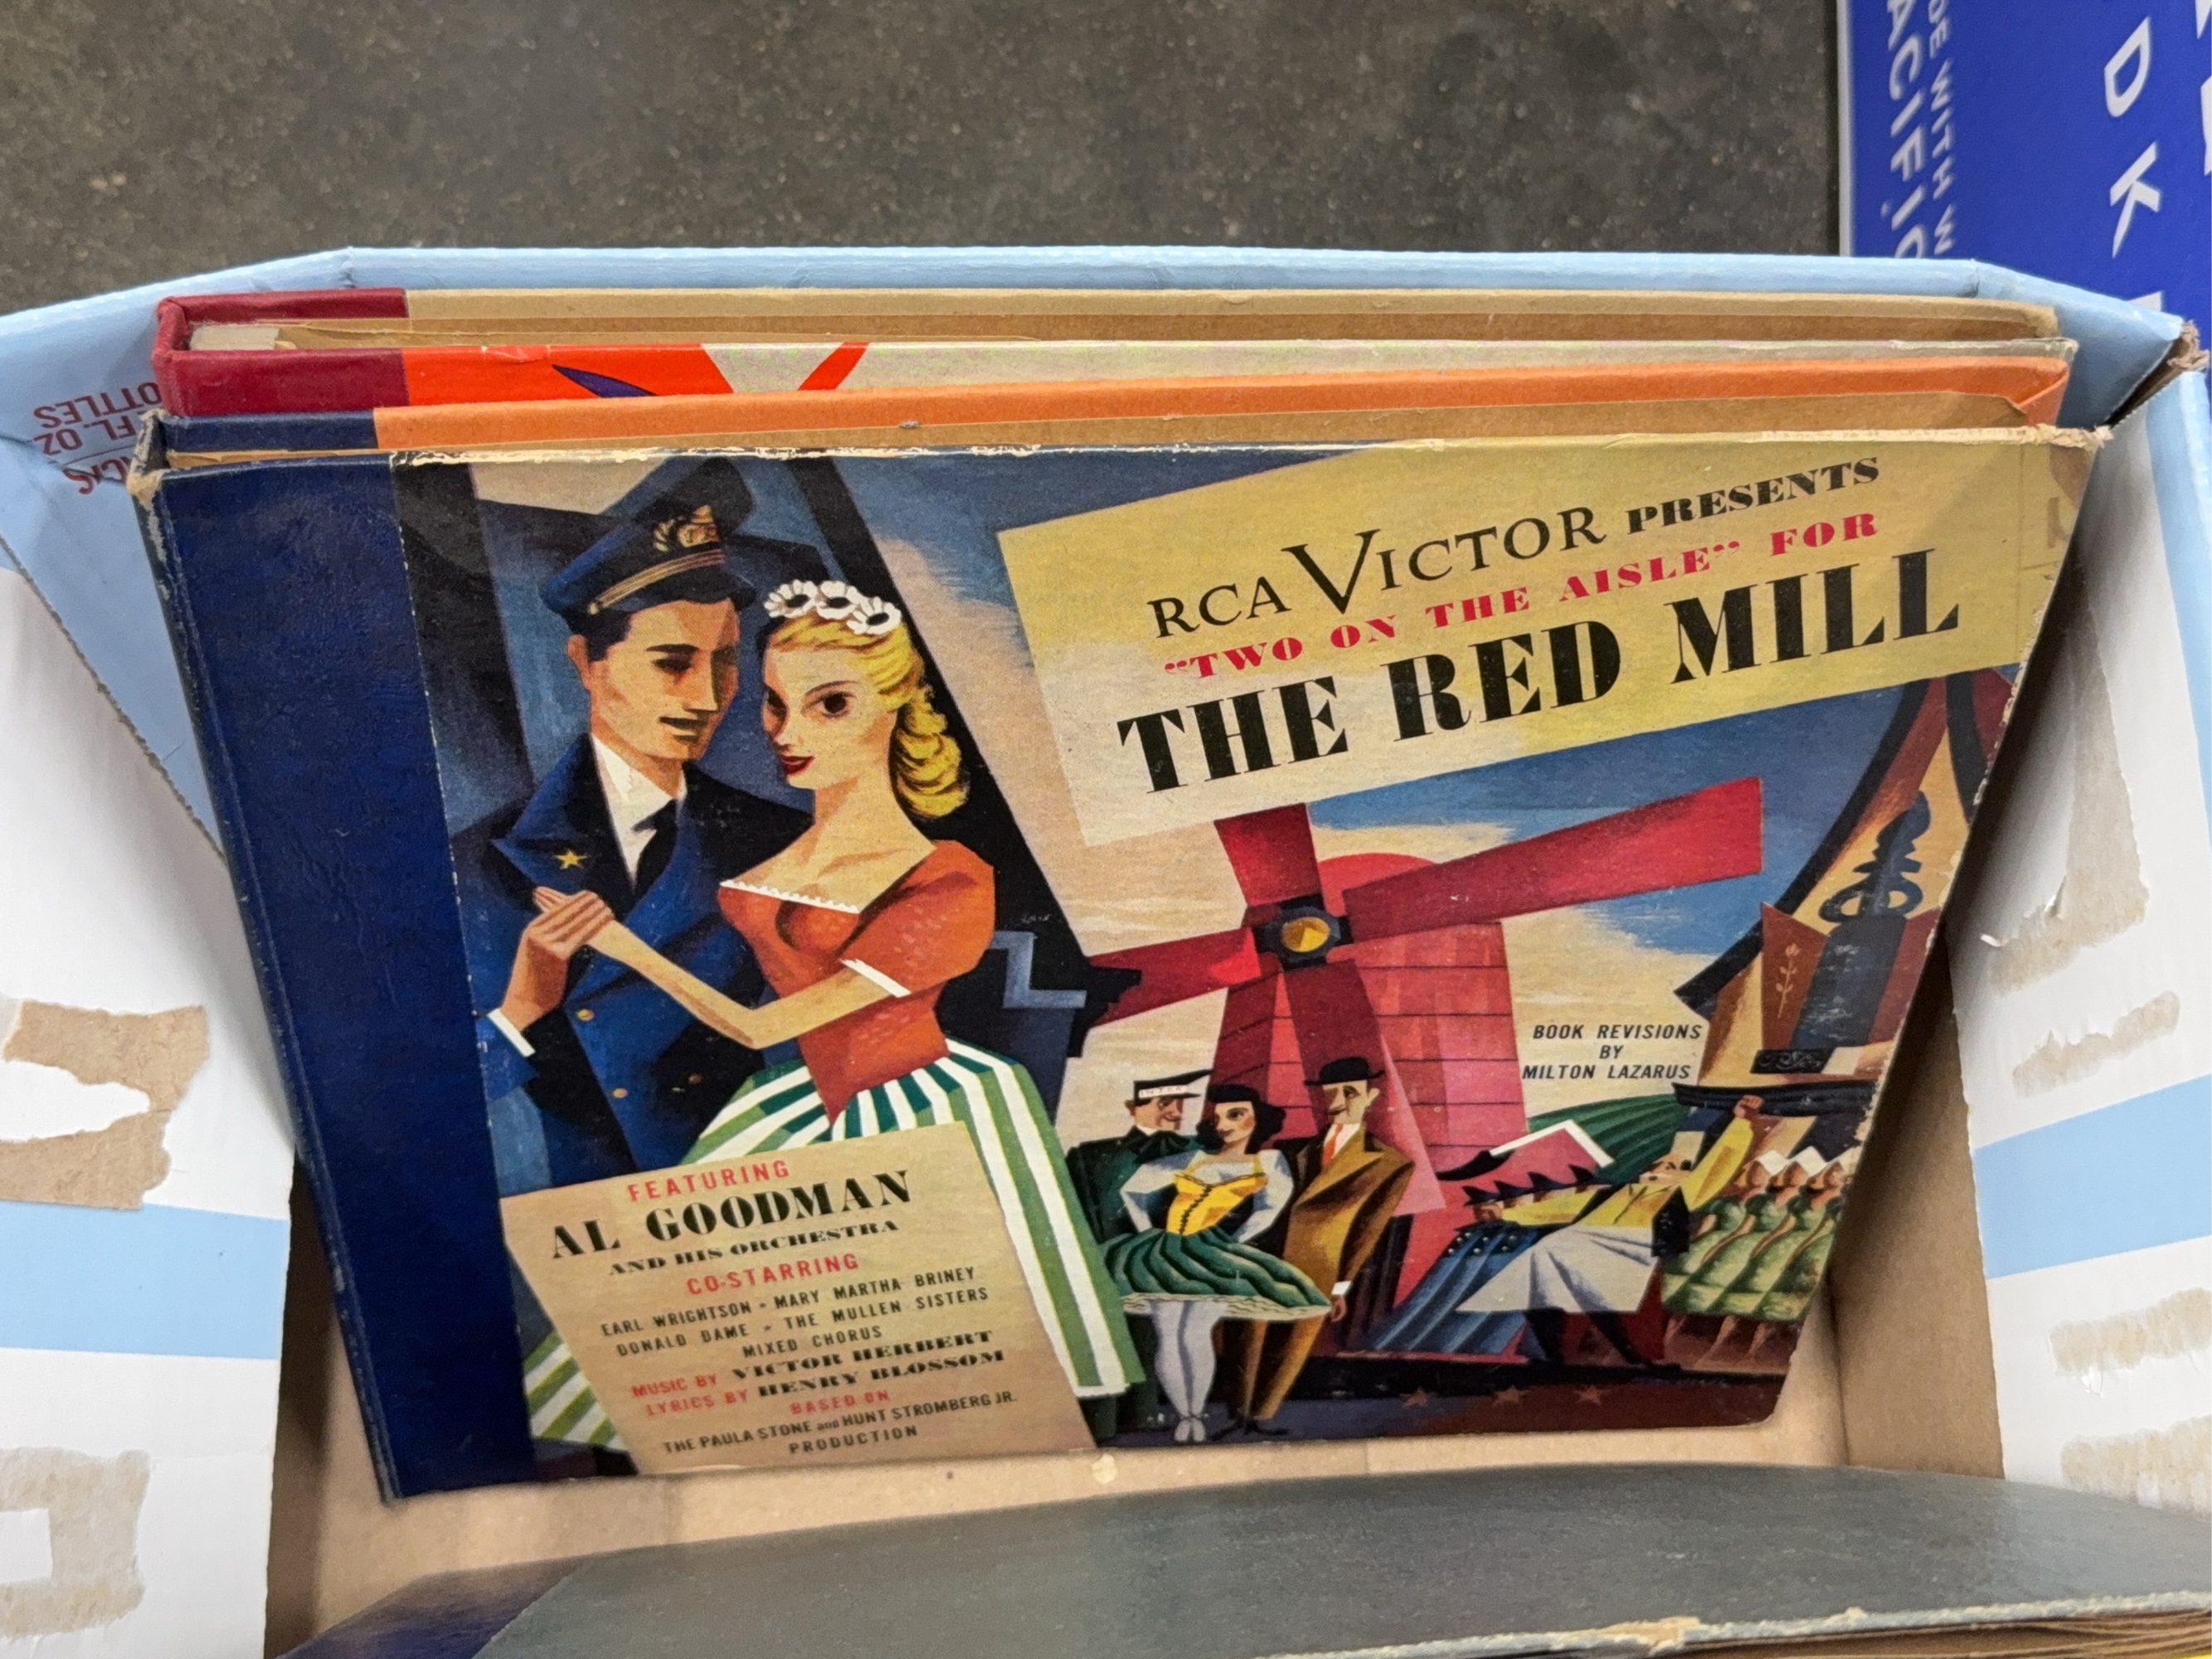 RCA VICTOR PRESENTS
"TWO ON THE AISLE" FOR
THE RED MILL
BOOK REVISIONS
BY
MILTON LAZARUS
FEATURING
AL GOODMAN
AND HIS ORCHESTRA
CO-STARRING
EARL WRIGHTSON - MARY MARTHA BRINEY
DONALD DAME - THE MULLEN SISTERS
MIXED CHORUS
MUSIC BY VICTOR HERBERT
LYRICS BY HENRY BLOSSOM
BASED ON
THE PAULA STONE and HUNT STROMBERG JR.
PRODUCTION
FL. OZ
WITH